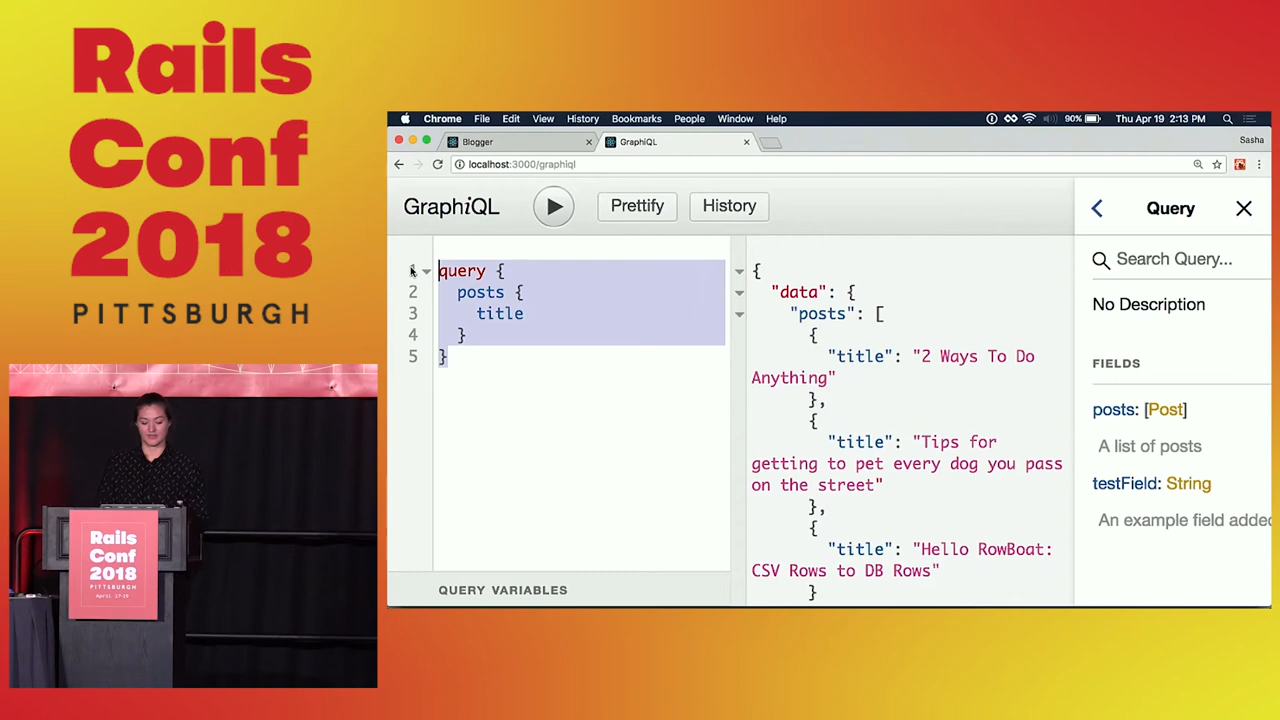 Rails
Conf
2018
PITTSBURGH
Chrome File Edit View History Bookmarks People Window Help 90% Thu Apr 19 2:13 PM
Blogger GraphiQL Sasha
localhost:3000/graphiql
GraphiQL Prettify History Query
Search Query...
No Description
FIELDS
posts: [Post]
A list of posts
testField: String
An example field added
1 query {
2 posts {
3 title
4 }
5 }
{
"data": {
"posts": [
{
"title": "2 Ways To Do
Anything"
},
{
"title": "Tips for
getting to pet every dog you pass
on the street"
},
{
"title": "Hello RowBoat:
CSV Rows to DB Rows"
}
QUERY VARIABLES
Rails
Conf
2018
PITTSBURGH
April 17-19